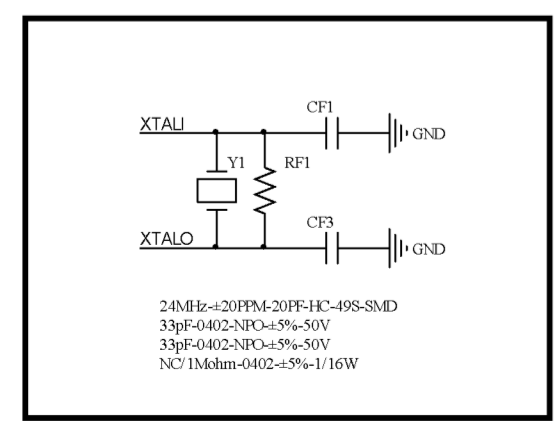 CF1
XTALI
GND
Y1
RF1
CF3
XTALO
GND
24MHz-±20PPM-20PF-HC-49S-SMD
33pF-0402-NPO-±5%-50V
33pF-0402-NPO-±5%-50V
NC/1Mohm-0402-±5%-1/16W